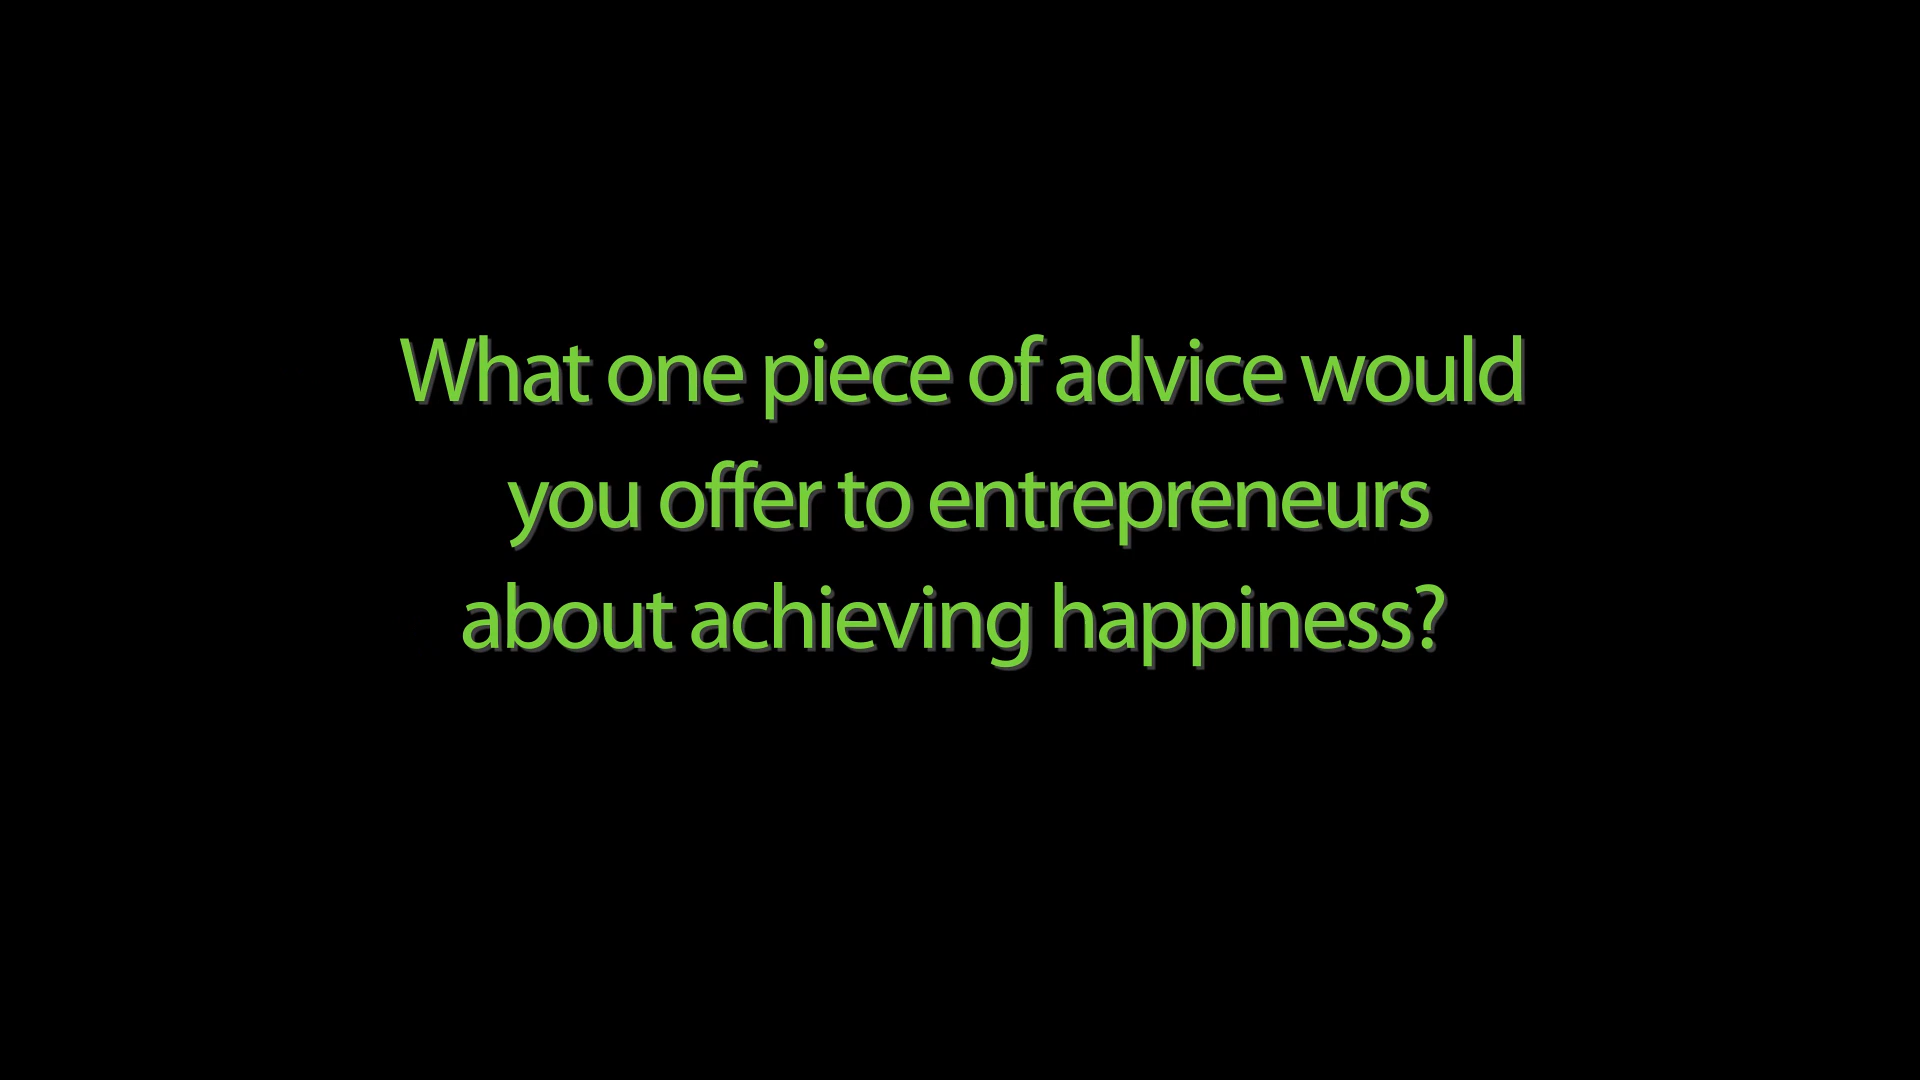 What one piece of advice would
you offer to entrepreneurs
about achieving happiness?